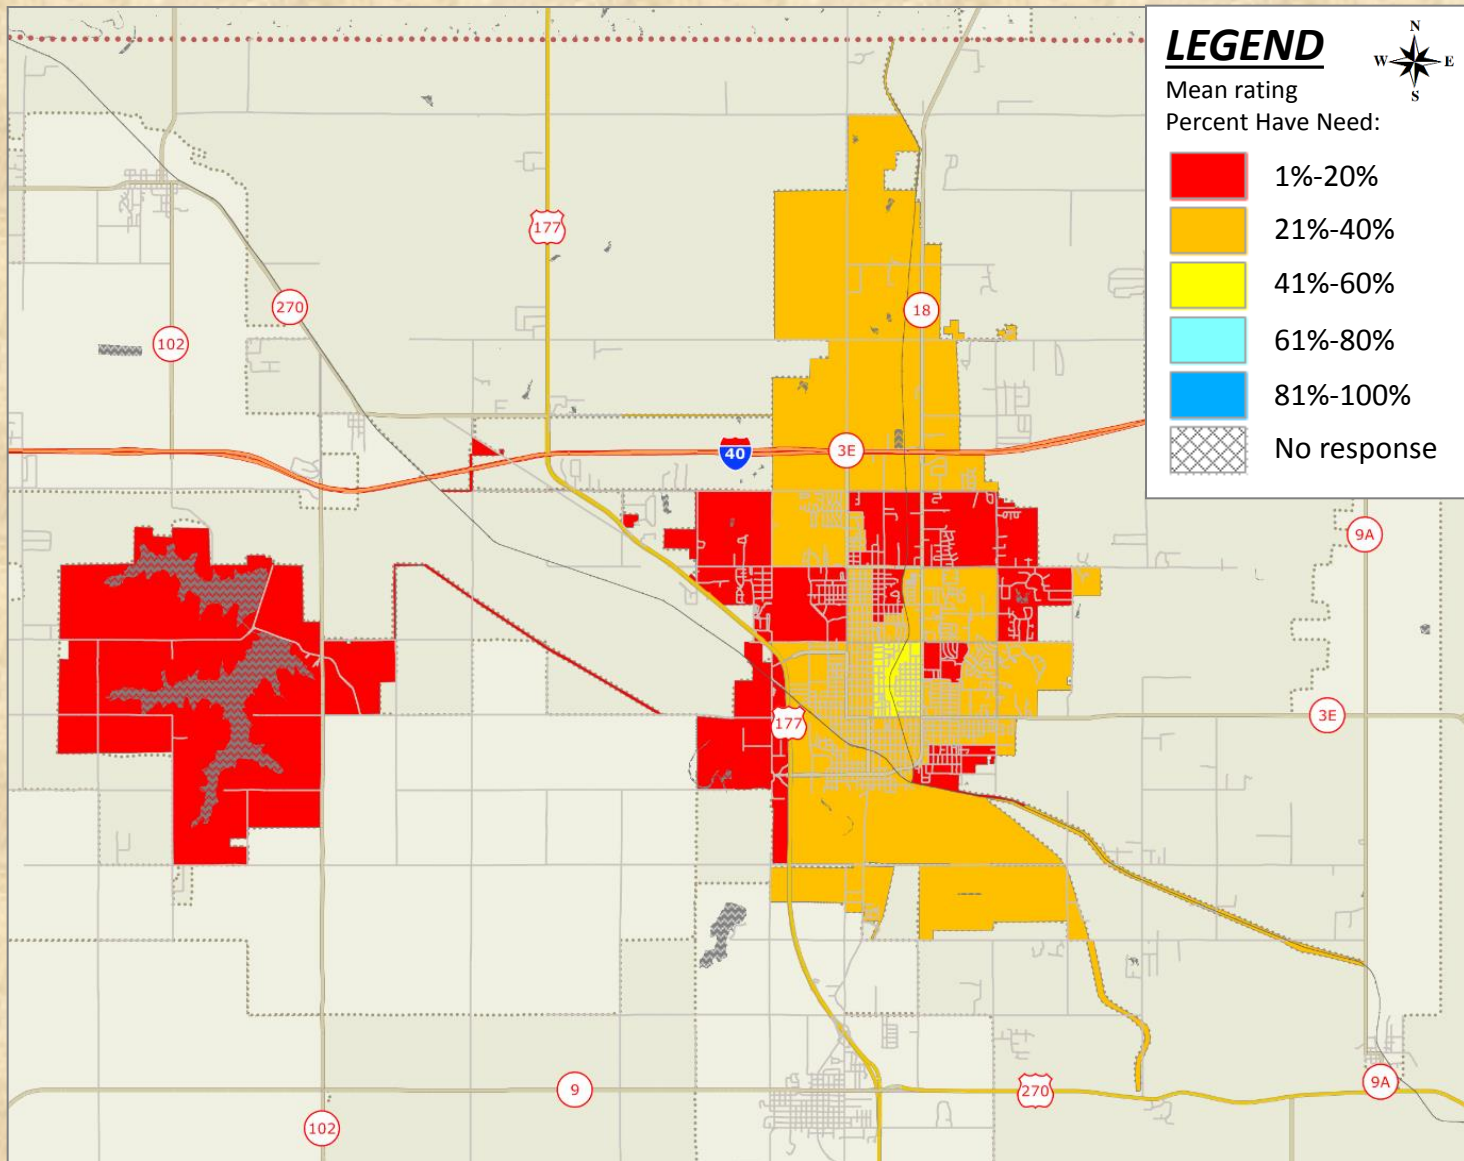 LEGEND
N
W E
S
Mean rating
Percent Have Need:
1%-20%
21%-40%
41%-60%
61%-80%
81%-100%
No response
177
270
18
102
40
3E
9A
3E
177
9
270
9A
102